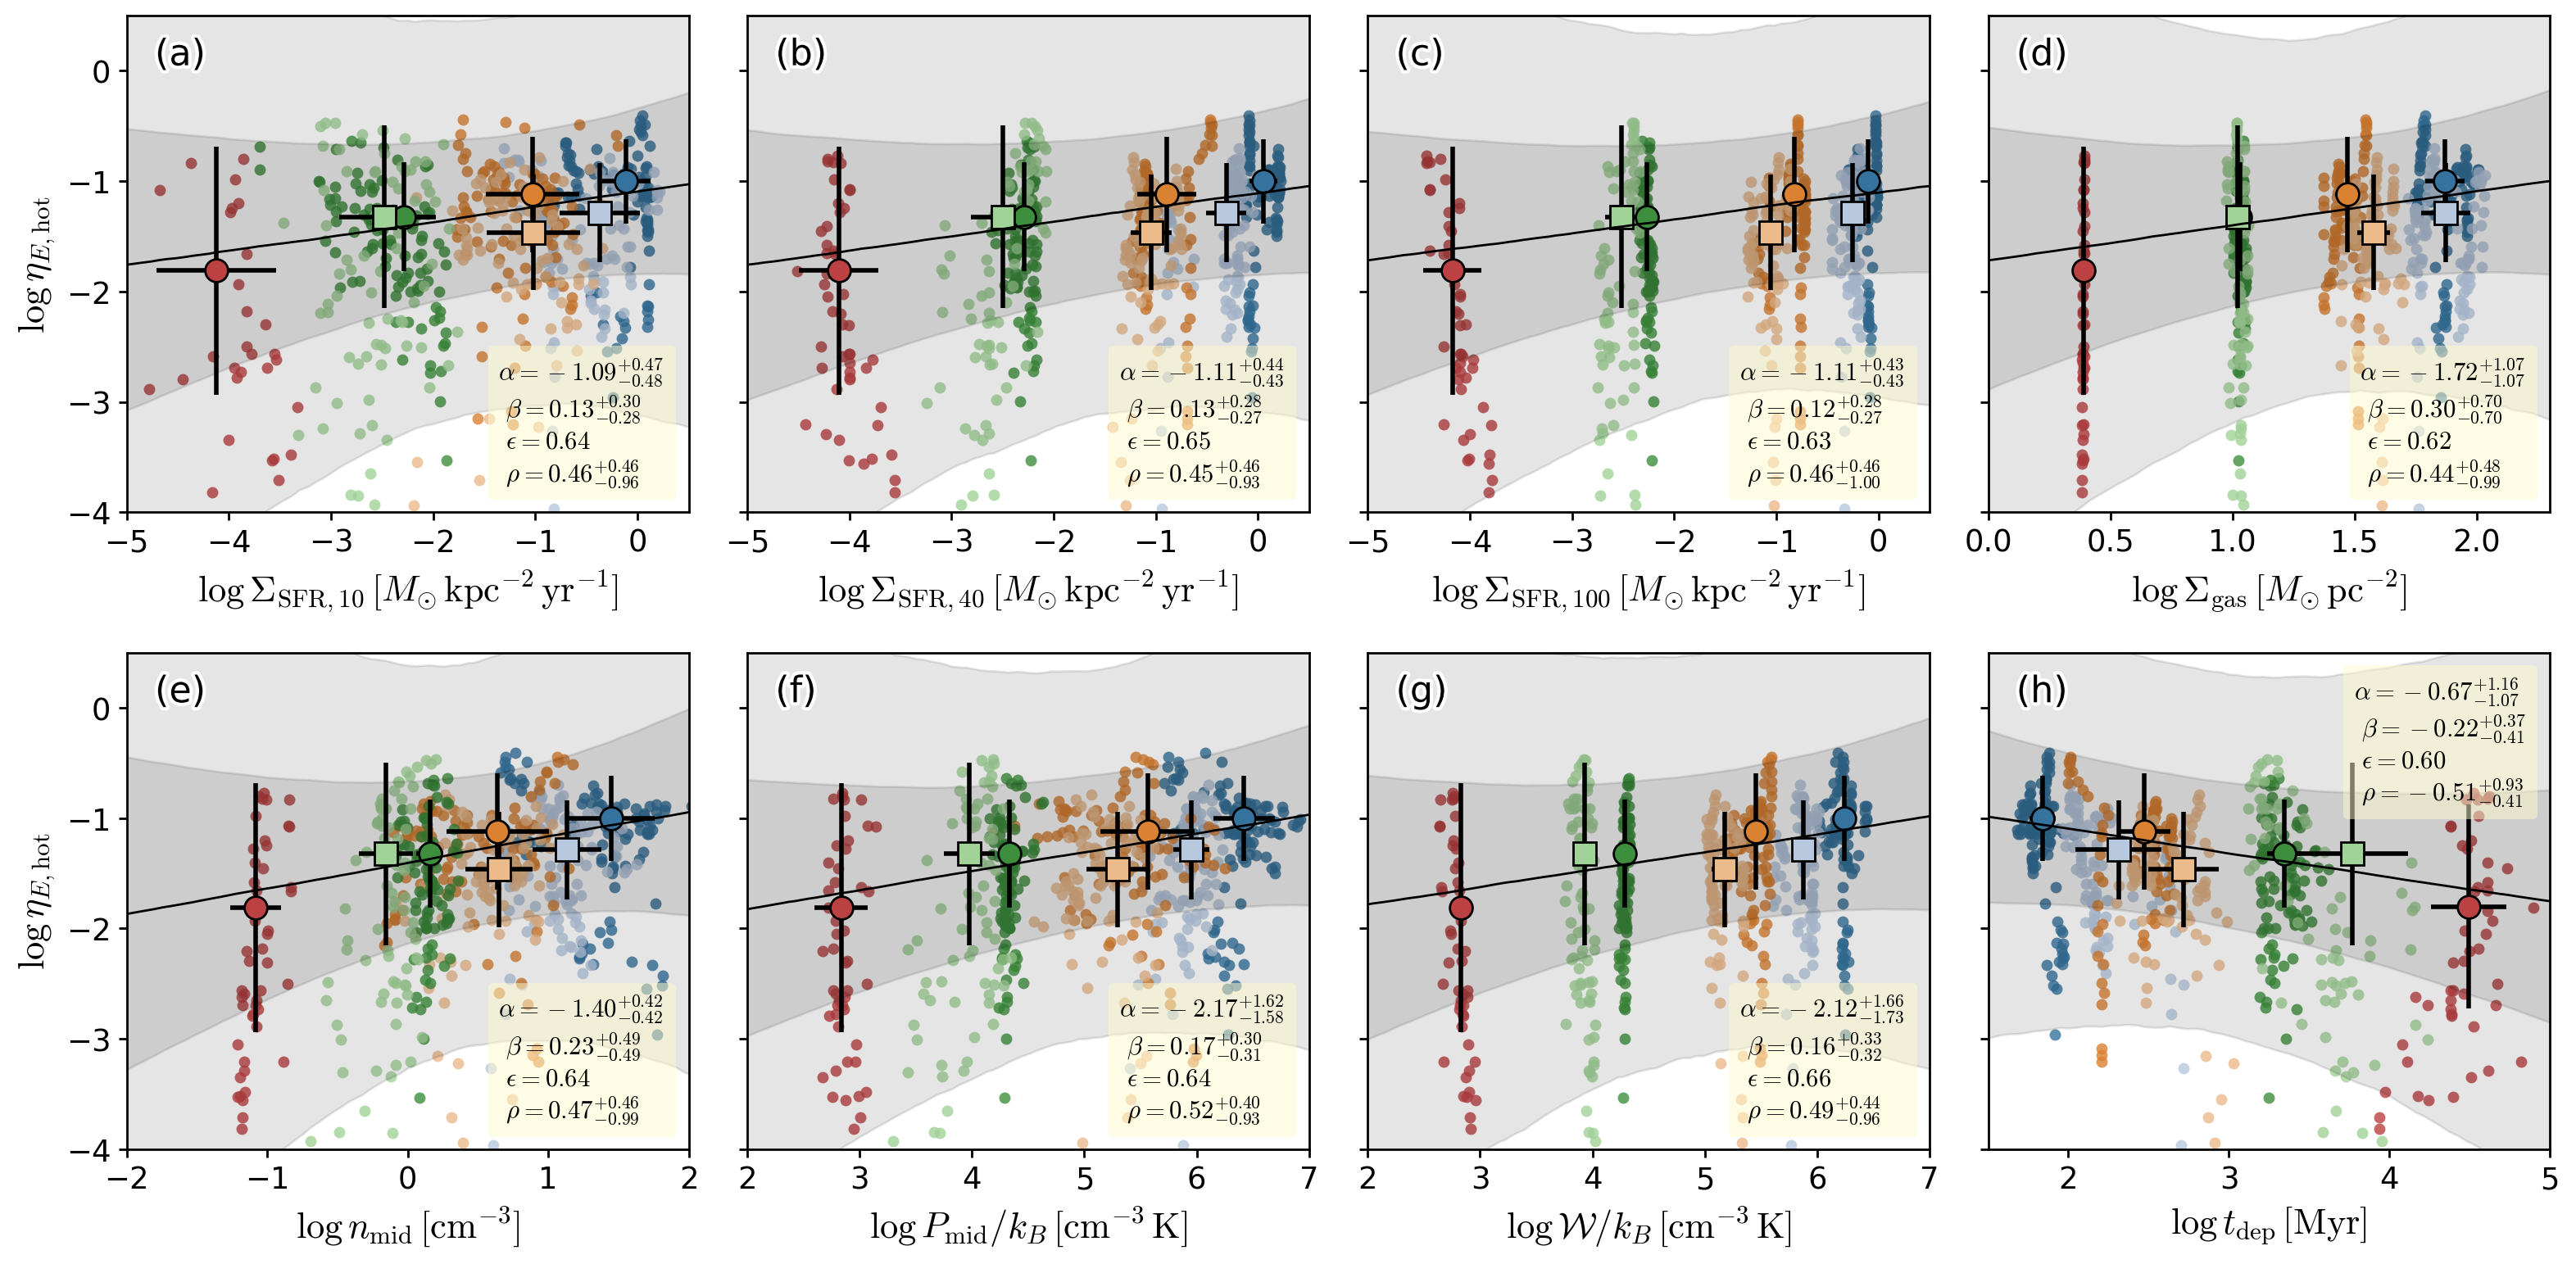 (a) (b) (c) (d)
log η_{E, hot}
0
−1
−2
−3
−4
α = −1.09^{+0.47}_{−0.48}
β = 0.13^{+0.30}_{−0.28}
ϵ = 0.64
ρ = 0.46^{+0.46}_{−0.96}
α = −1.11^{+0.44}_{−0.43}
β = 0.13^{+0.28}_{−0.27}
ϵ = 0.65
ρ = 0.45^{+0.46}_{−0.93}
α = −1.11^{+0.43}_{−0.43}
β = 0.12^{+0.28}_{−0.27}
ϵ = 0.63
ρ = 0.46^{+0.46}_{−1.00}
α = −1.72^{+1.07}_{−1.07}
β = 0.30^{+0.70}_{−0.70}
ϵ = 0.62
ρ = 0.44^{+0.48}_{−0.99}
−5 −4 −3 −2 −1 0
−5 −4 −3 −2 −1 0
−5 −4 −3 −2 −1 0
0.0 0.5 1.0 1.5 2.0
log Σ_{SFR, 10} [M_⊙ kpc^{−2} yr^{−1}]
log Σ_{SFR, 40} [M_⊙ kpc^{−2} yr^{−1}]
log Σ_{SFR, 100} [M_⊙ kpc^{−2} yr^{−1}]
log Σ_{gas} [M_⊙ pc^{−2}]
(e) (f) (g) (h)
log η_{E, hot}
0
−1
−2
−3
−4
α = −1.40^{+0.42}_{−0.42}
β = 0.23^{+0.49}_{−0.49}
ϵ = 0.64
ρ = 0.47^{+0.46}_{−0.99}
α = −2.17^{+1.62}_{−1.58}
β = 0.17^{+0.30}_{−0.31}
ϵ = 0.64
ρ = 0.52^{+0.40}_{−0.93}
α = −2.12^{+1.66}_{−1.73}
β = 0.16^{+0.33}_{−0.32}
ϵ = 0.66
ρ = 0.49^{+0.44}_{−0.96}
α = −0.67^{+1.16}_{−1.07}
β = −0.22^{+0.37}_{−0.41}
ϵ = 0.60
ρ = −0.51^{+0.93}_{−0.41}
−2 −1 0 1 2
2 3 4 5 6 7
2 3 4 5 6 7
2 3 4 5
log n_{mid} [cm^{−3}]
log P_{mid}/k_B [cm^{−3} K]
log 𝒲/k_B [cm^{−3} K]
log t_{dep} [Myr]